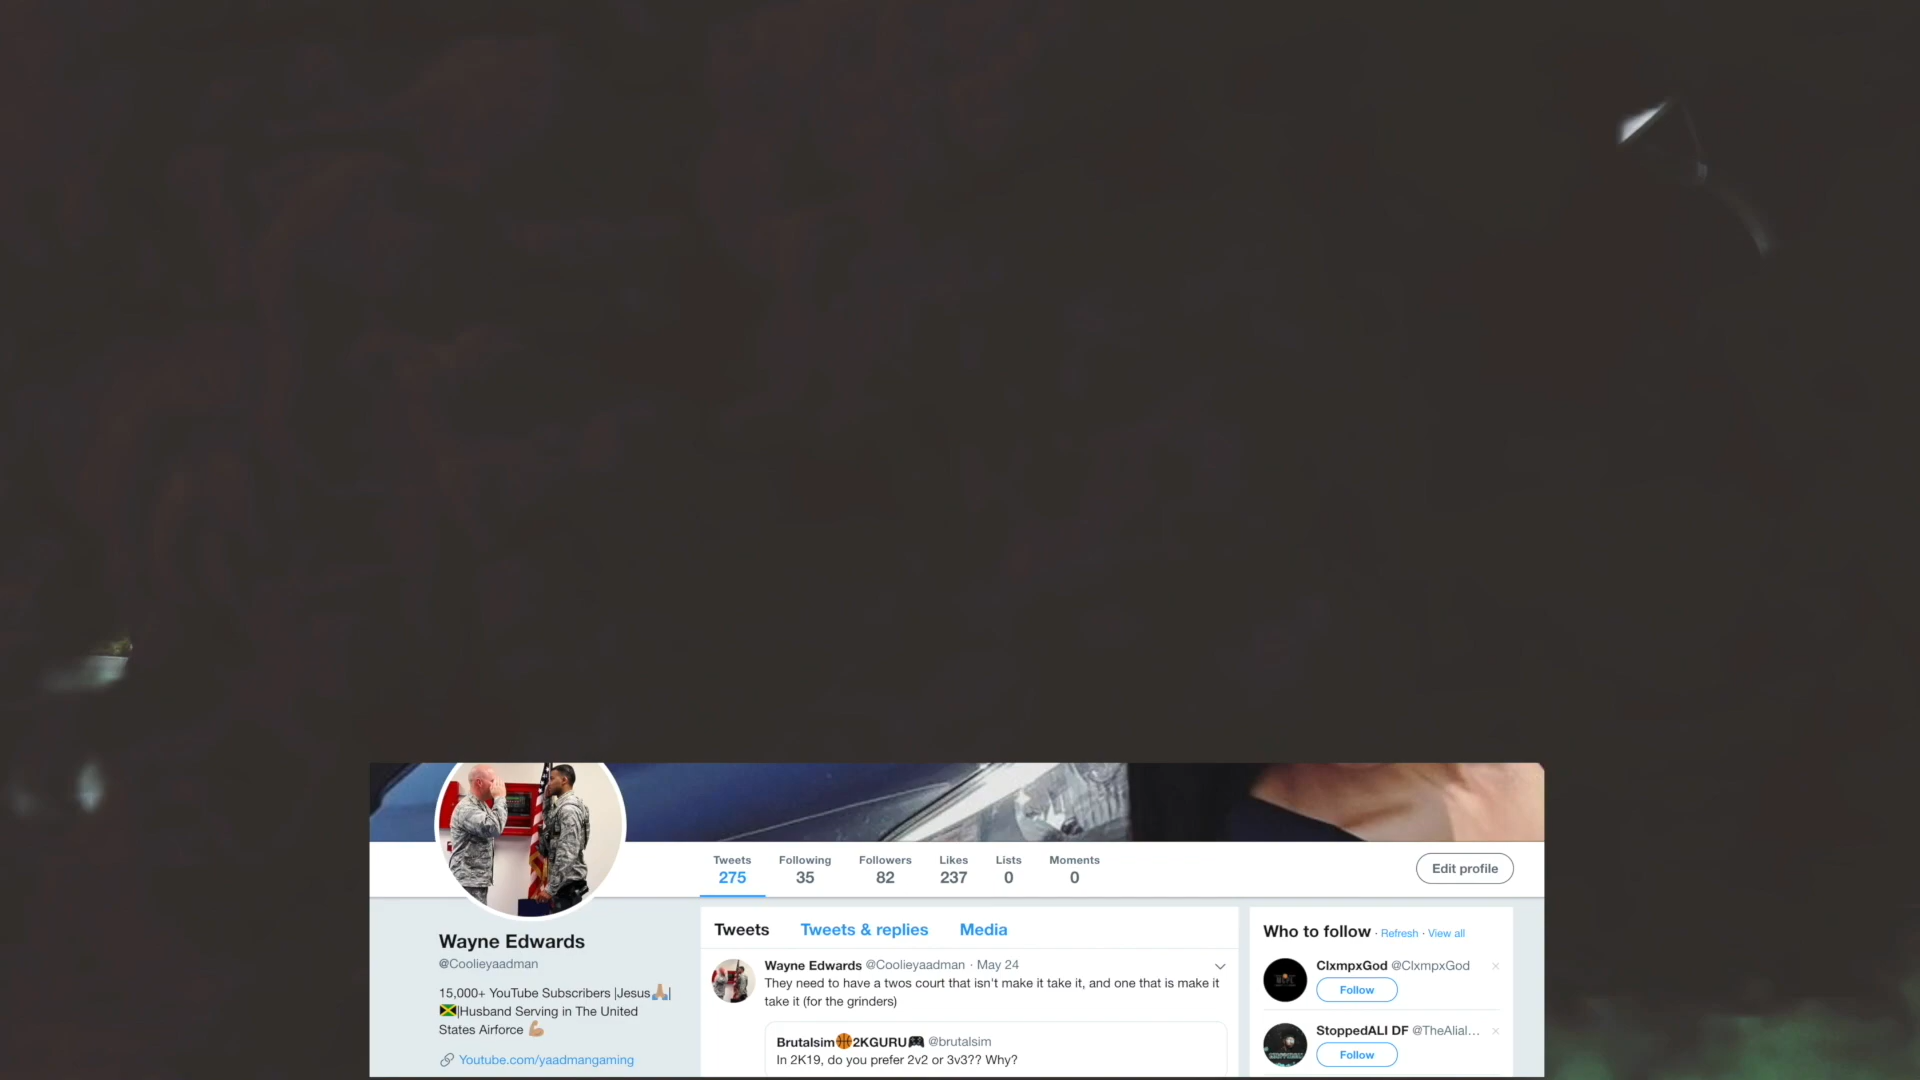 Tweets
275
Following
35
Followers
82
Likes
237
Lists
0
Moments
0
Edit profile
Wayne Edwards
@Coolieyaadman
15,000+ YouTube Subscribers |Jesus🙏🏽|
🇯🇲|Husband Serving in The United
States Airforce 💪🏽
Youtube.com/yaadmangaming
Tweets Tweets & replies Media
Wayne Edwards @Coolieyaadman · May 24
They need to have a twos court that isn't make it take it, and one that is make it
take it (for the grinders)
Brutalsim🏀2KGURU🎮 @brutalsim
In 2K19, do you prefer 2v2 or 3v3?? Why?
Who to follow · Refresh · View all
ClxmpxGod @ClxmpxGod
Follow
StoppedALI DF @TheAlial...
Follow